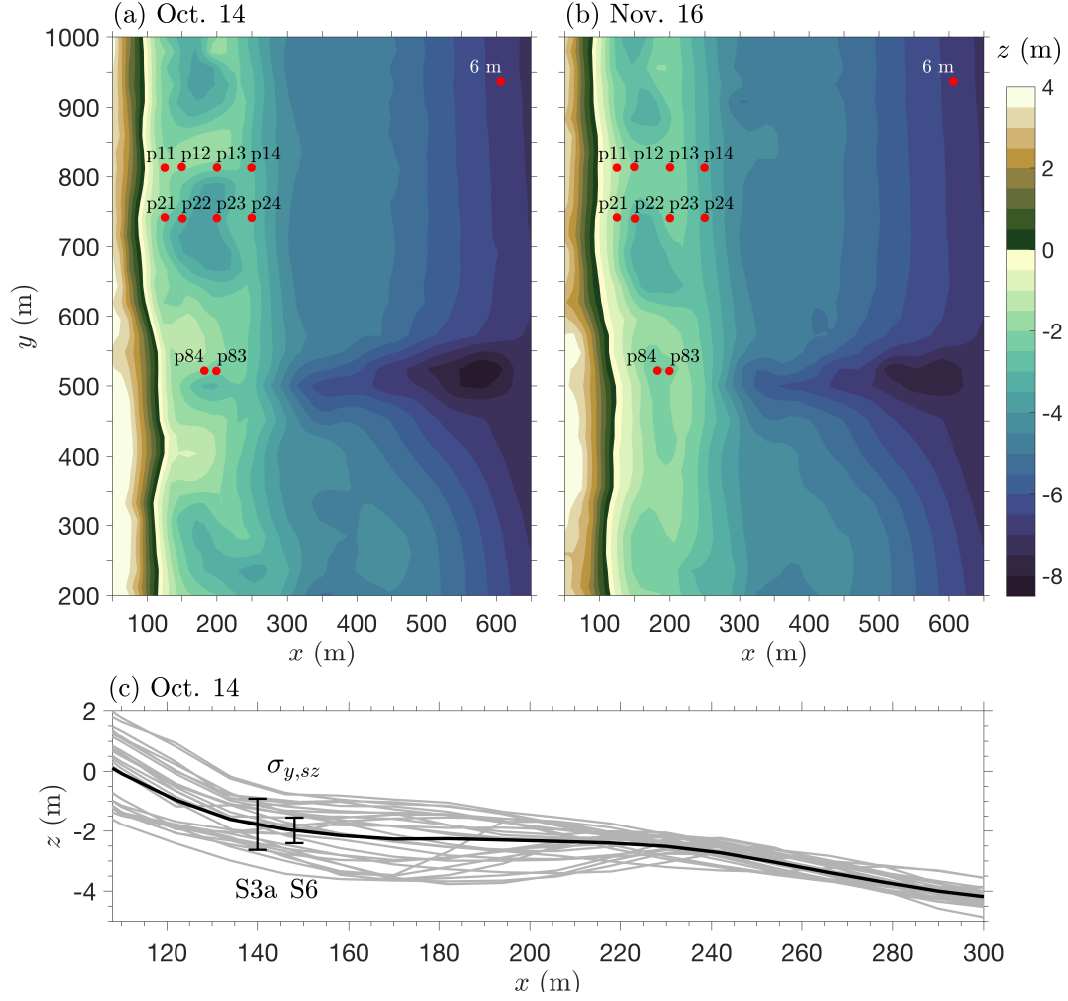 (a) Oct. 14
(b) Nov. 16
z (m)
1000
900
800
700
600
500
400
300
200
y (m)
6 m
p11 p12 p13 p14
p21 p22 p23 p24
p84 p83
100 200 300 400 500 600
x (m)
6 m
p11 p12 p13 p14
p21 p22 p23 p24
p84 p83
100 200 300 400 500 600
x (m)
4
2
0
-2
-4
-6
-8
(c) Oct. 14
2
0
-2
-4
z (m)
σy,sz
S3a S6
120 140 160 180 200 220 240 260 280 300
x (m)